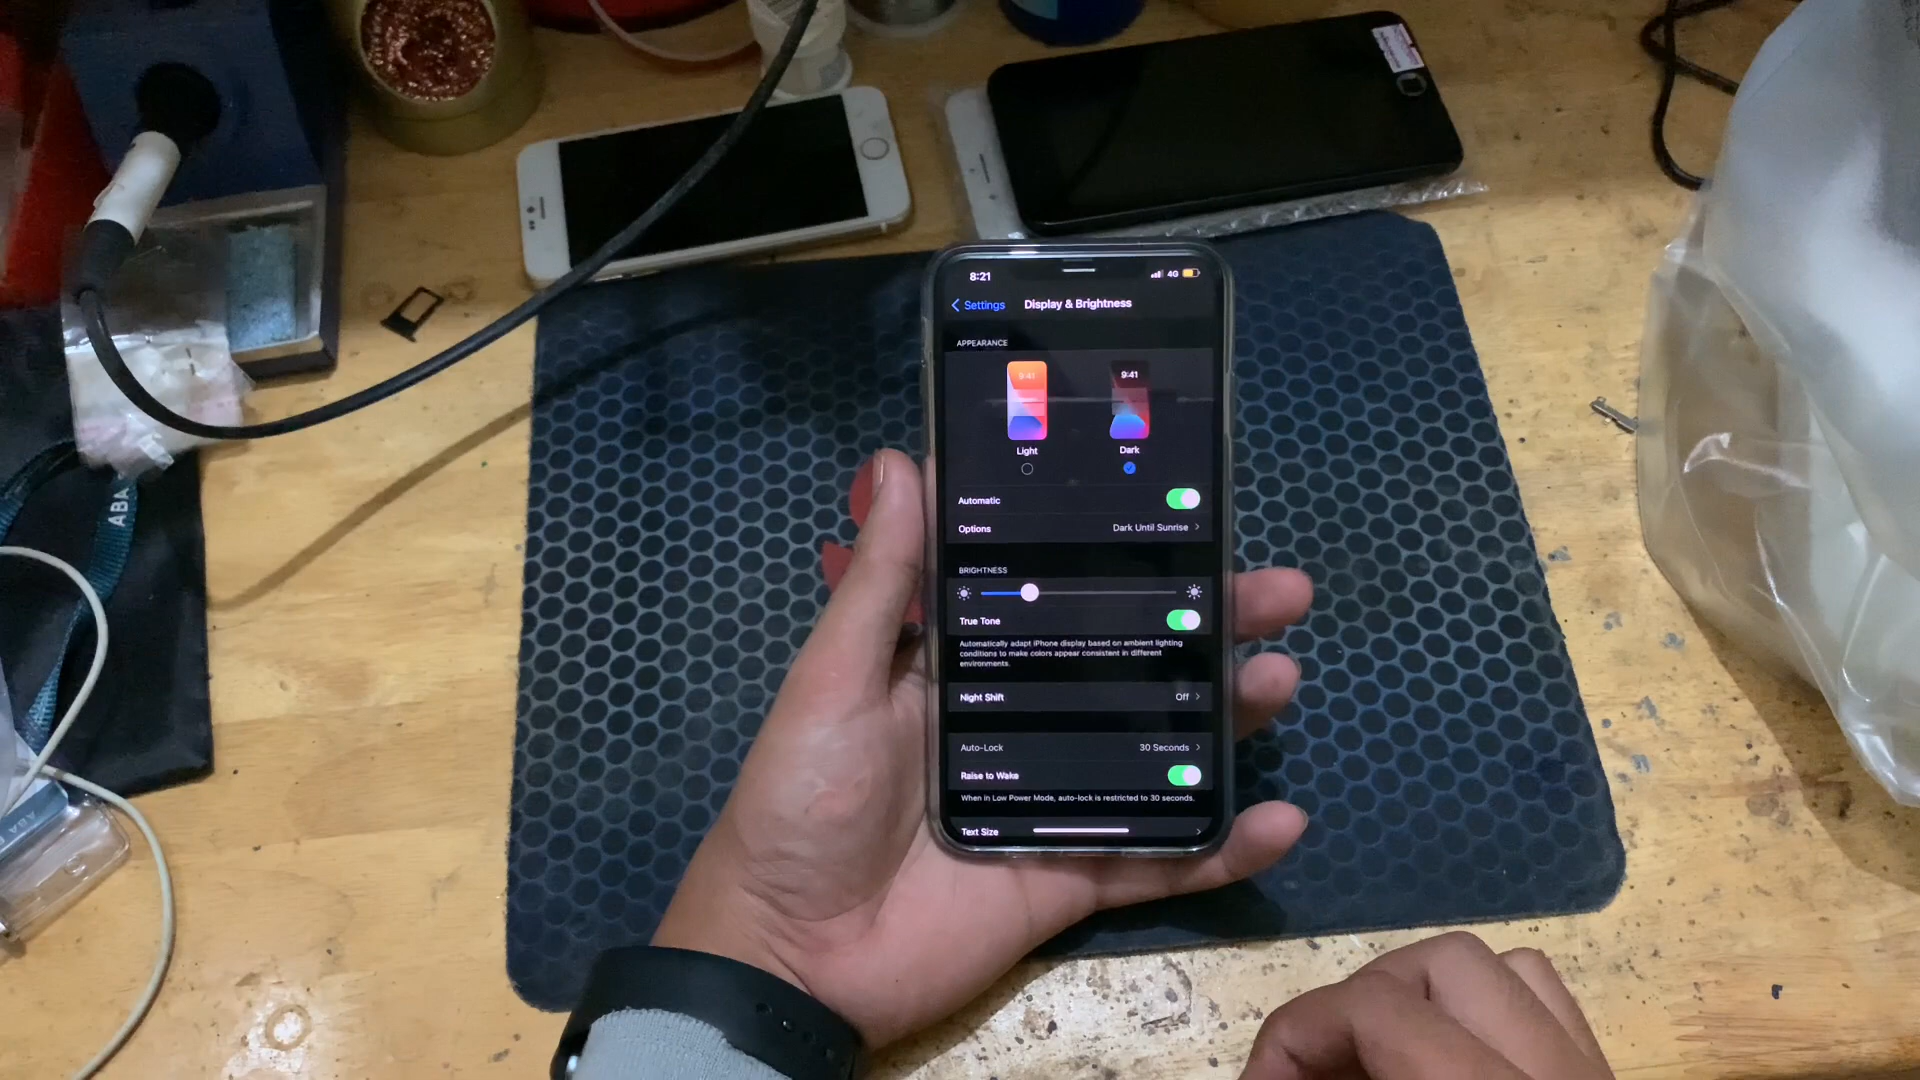 8:21
4G
Settings
Display & Brightness
APPEARANCE
9:41
9:41
Light
Dark
Automatic
Options
Dark Until Sunrise
BRIGHTNESS
True Tone
Automatically adapt iPhone display based on ambient lighting
conditions to make colors appear consistent in different
environments.
Night Shift
Off
Auto-Lock
30 Seconds
Raise to Wake
When in Low Power Mode, auto-lock is restricted to 30 seconds.
Text Size
ABA
ABA